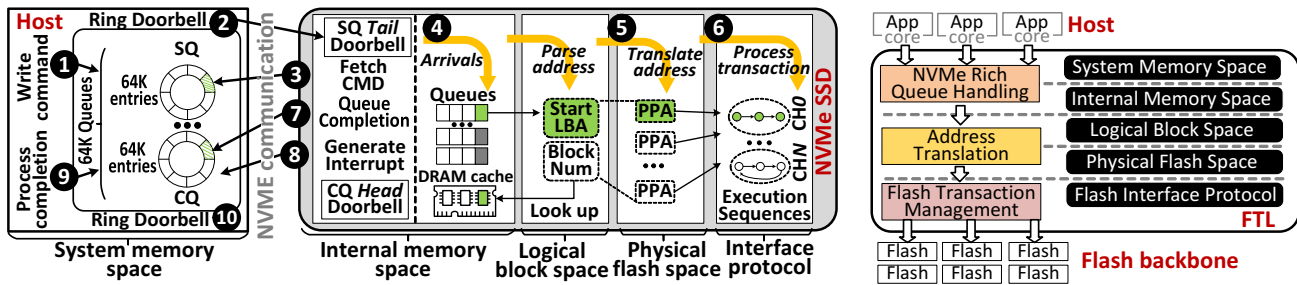 Host
Ring Doorbell
2
Write
command
Process
completion
1
9
64K Queues
SQ
64K
entries
64K
entries
CQ
Ring Doorbell
10
System memory
space
NVME communication
3
7
8
SQ Tail
Doorbell
Fetch
CMD
Queue
Completion
Generate
Interrupt
CQ Head
Doorbell
4
Arrivals
Queues
DRAM cache
Internal memory
space
Parse
address
Start
LBA
Block
Num
Look up
Logical
block space
5
Translate
address
PPA
PPA
PPA
Physical
flash space
6
Process
transaction
CH0
CHN
Execution
Sequences
Interface
protocol
NVMe SSD
App
core
App
core
App
core
Host
NVMe Rich
Queue Handling
Address
Translation
Flash Transaction
Management
System Memory Space
Internal Memory Space
Logical Block Space
Physical Flash Space
Flash Interface Protocol
FTL
Flash
Flash
Flash
Flash
Flash
Flash
Flash backbone